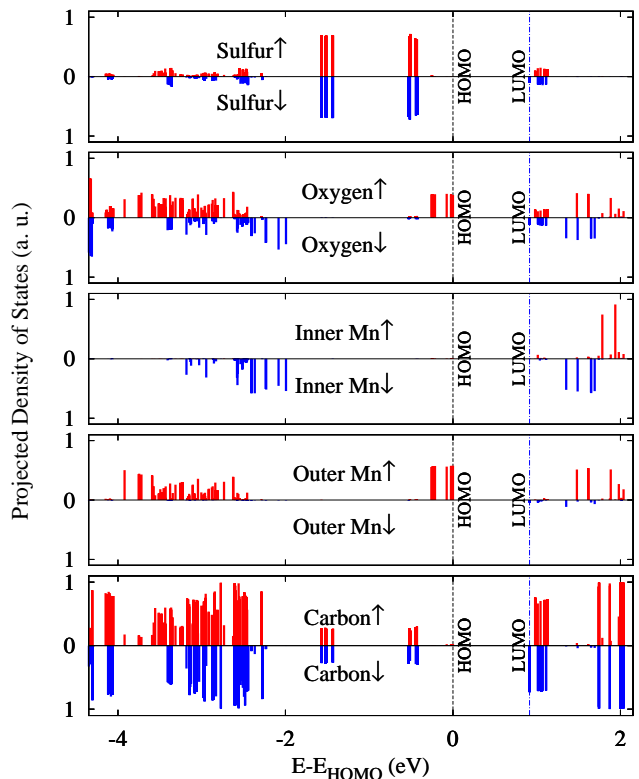 Projected Density of States (a. u.)
1
Sulfur↑
0
Sulfur↓
1
HOMO
LUMO
1
Oxygen↑
0
Oxygen↓
1
HOMO
LUMO
1
Inner Mn↑
0
Inner Mn↓
1
HOMO
LUMO
1
Outer Mn↑
0
Outer Mn↓
1
HOMO
LUMO
1
Carbon↑
0
Carbon↓
1
HOMO
LUMO
-4 -2 0 2
E-E_HOMO (eV)